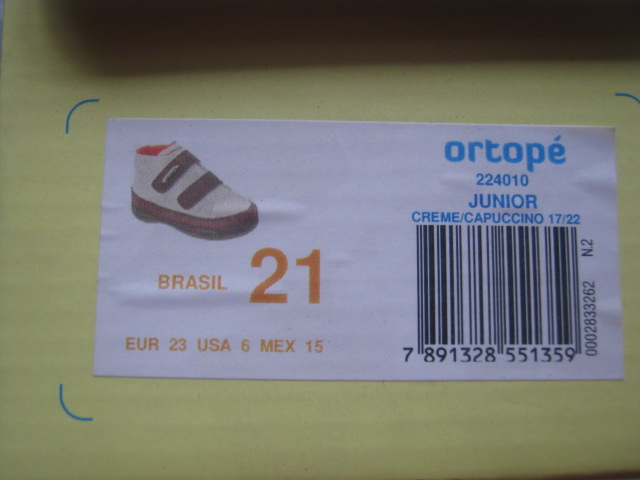 ortopé
224010
JUNIOR
CREME/CAPUCCINO 17/22
BRASIL 21
EUR 23 USA 6 MEX 15
7 891328 551359
0002833262 N.2